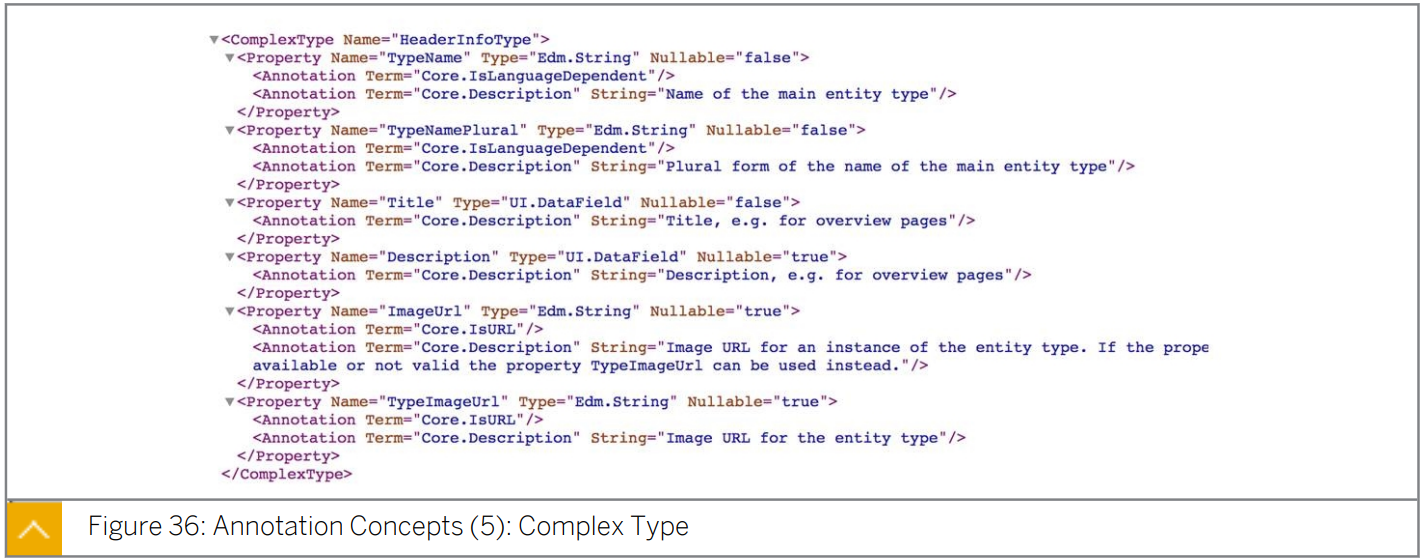 ▼<ComplexType Name="HeaderInfoType">
▼<Property Name="TypeName" Type="Edm.String" Nullable="false">
<Annotation Term="Core.IsLanguageDependent"/>
<Annotation Term="Core.Description" String="Name of the main entity type"/>
</Property>
▼<Property Name="TypeNamePlural" Type="Edm.String" Nullable="false">
<Annotation Term="Core.IsLanguageDependent"/>
<Annotation Term="Core.Description" String="Plural form of the name of the main entity type"/>
</Property>
▼<Property Name="Title" Type="UI.DataField" Nullable="false">
<Annotation Term="Core.Description" String="Title, e.g. for overview pages"/>
</Property>
▼<Property Name="Description" Type="UI.DataField" Nullable="true">
<Annotation Term="Core.Description" String="Description, e.g. for overview pages"/>
</Property>
▼<Property Name="ImageUrl" Type="Edm.String" Nullable="true">
<Annotation Term="Core.IsURL"/>
<Annotation Term="Core.Description" String="Image URL for an instance of the entity type. If the prope
available or not valid the property TypeImageUrl can be used instead."/>
</Property>
▼<Property Name="TypeImageUrl" Type="Edm.String" Nullable="true">
<Annotation Term="Core.IsURL"/>
<Annotation Term="Core.Description" String="Image URL for the entity type"/>
</Property>
</ComplexType>
Figure 36: Annotation Concepts (5): Complex Type